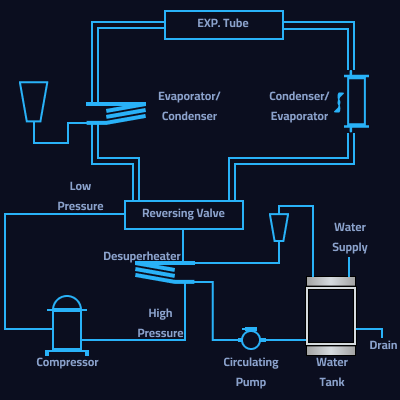 EXP. Tube
Evaporator/
Condenser
Condenser/
Evaporator
Low
Pressure
Reversing Valve
Water
Supply
Desuperheater
High
Pressure
Drain
Compressor
Circulating
Pump
Water
Tank